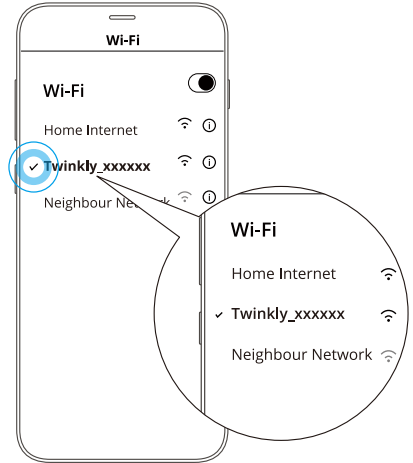 Wi-Fi
Wi-Fi
Home Internet
Twinkly_xxxxxx
Neighbour Network
Wi-Fi
Home Internet
Twinkly_xxxxxx
Neighbour Network